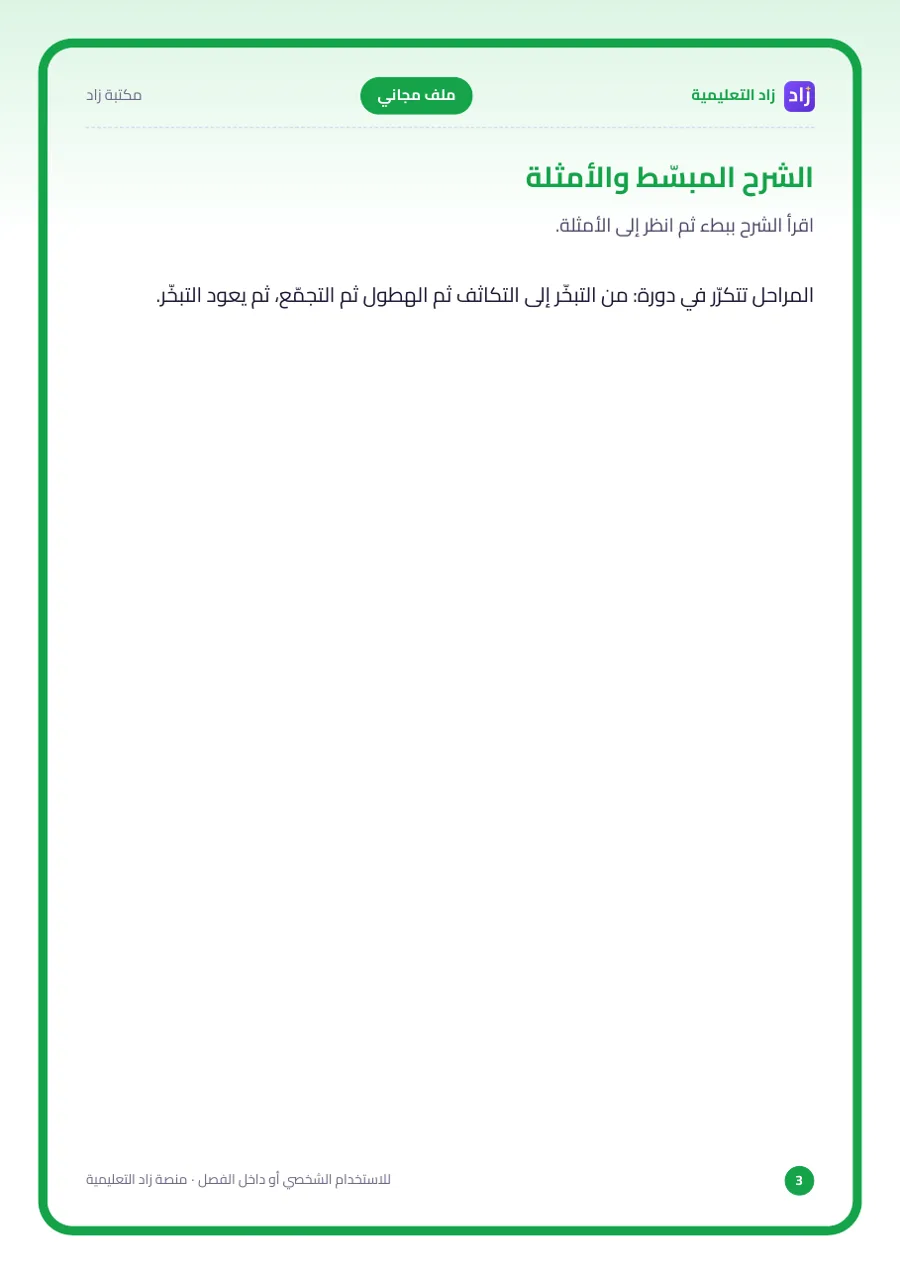 زاد
زاد التعليمية
ملف مجاني
مكتبة زاد
الشرح المبسّط والأمثلة
اقرأ الشرح ببطء ثم انظر إلى الأمثلة.
المراحل تتكرّر في دورة: من التبخّر إلى التكاثف ثم الهطول ثم التجمّع، ثم يعود التبخّر.
3
للاستخدام الشخصي أو داخل الفصل · منصة زاد التعليمية